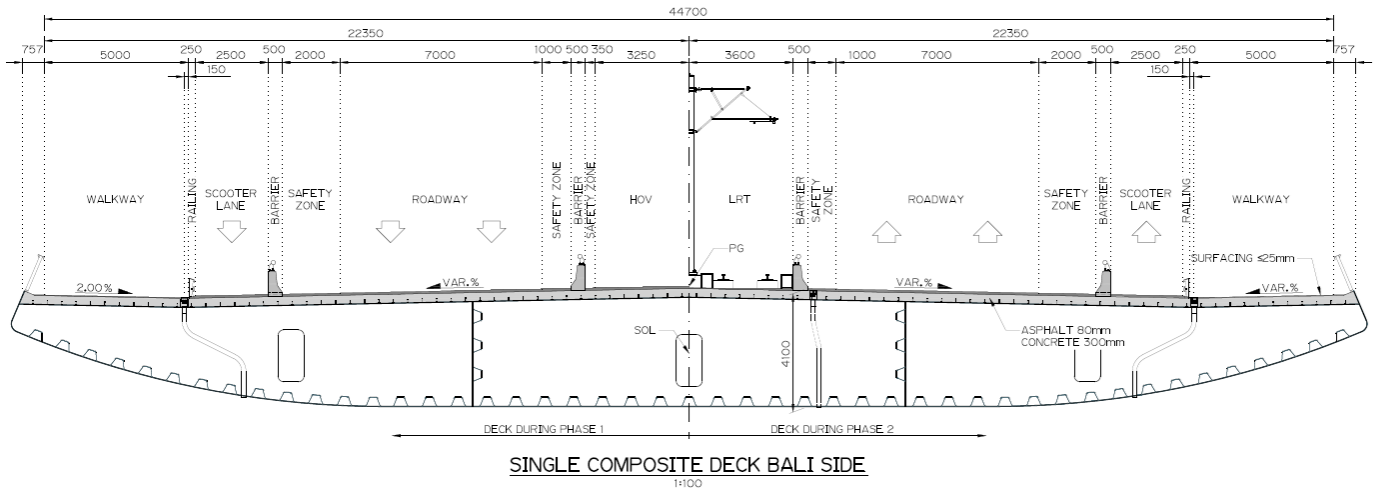 44700
22350 22350
757 5000 250 2500 500 2000 7000 1000 500 350 3250 3600 500 1000 7000 2000 500 2500 250 5000 757
150 150
WALKWAY RAILING SCOOTER LANE BARRIER SAFETY ZONE ROADWAY SAFETY ZONE BARRIER SAFETY ZONE HOV LRT BARRIER SAFETY ZONE ROADWAY SAFETY ZONE BARRIER SCOOTER LANE RAILING WALKWAY
PG
SURFACING ≤25mm
2.00% VAR.% VAR.% VAR.%
SOL
4100
ASPHALT 80mm
CONCRETE 300mm
DECK DURING PHASE 1 DECK DURING PHASE 2
SINGLE COMPOSITE DECK BALI SIDE
1:100